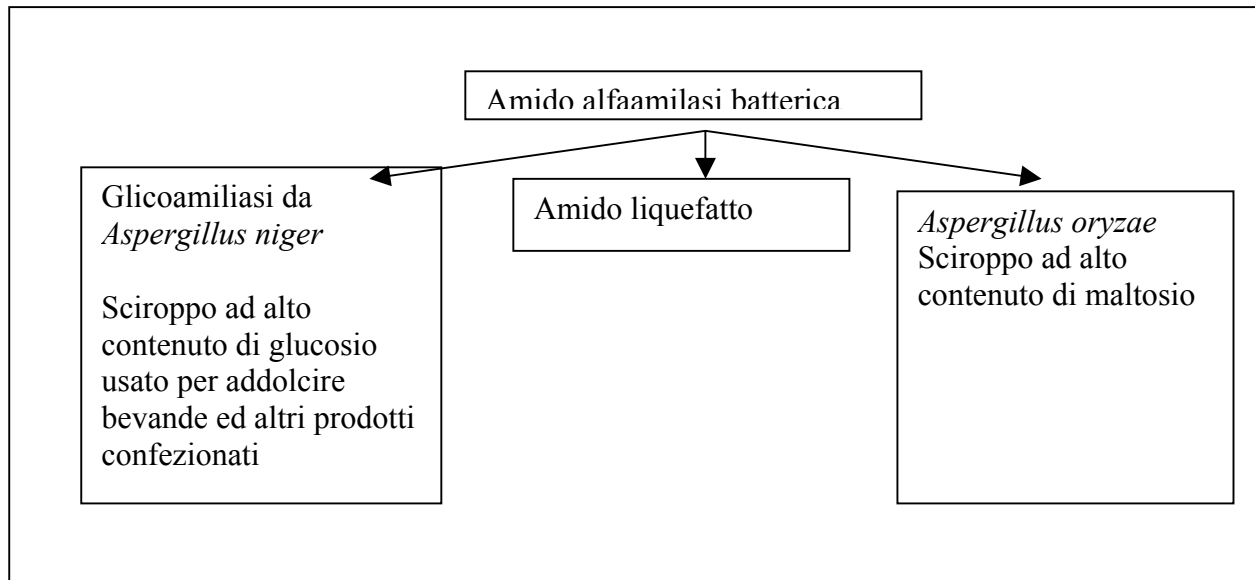 Amido alfaamilasi batterica
Glicoamiliasi da
Aspergillus niger
Sciroppo ad alto
contenuto di glucosio
usato per addolcire
bevande ed altri prodotti
confezionati
Amido liquefatto
Aspergillus oryzae
Sciroppo ad alto
contenuto di maltosio